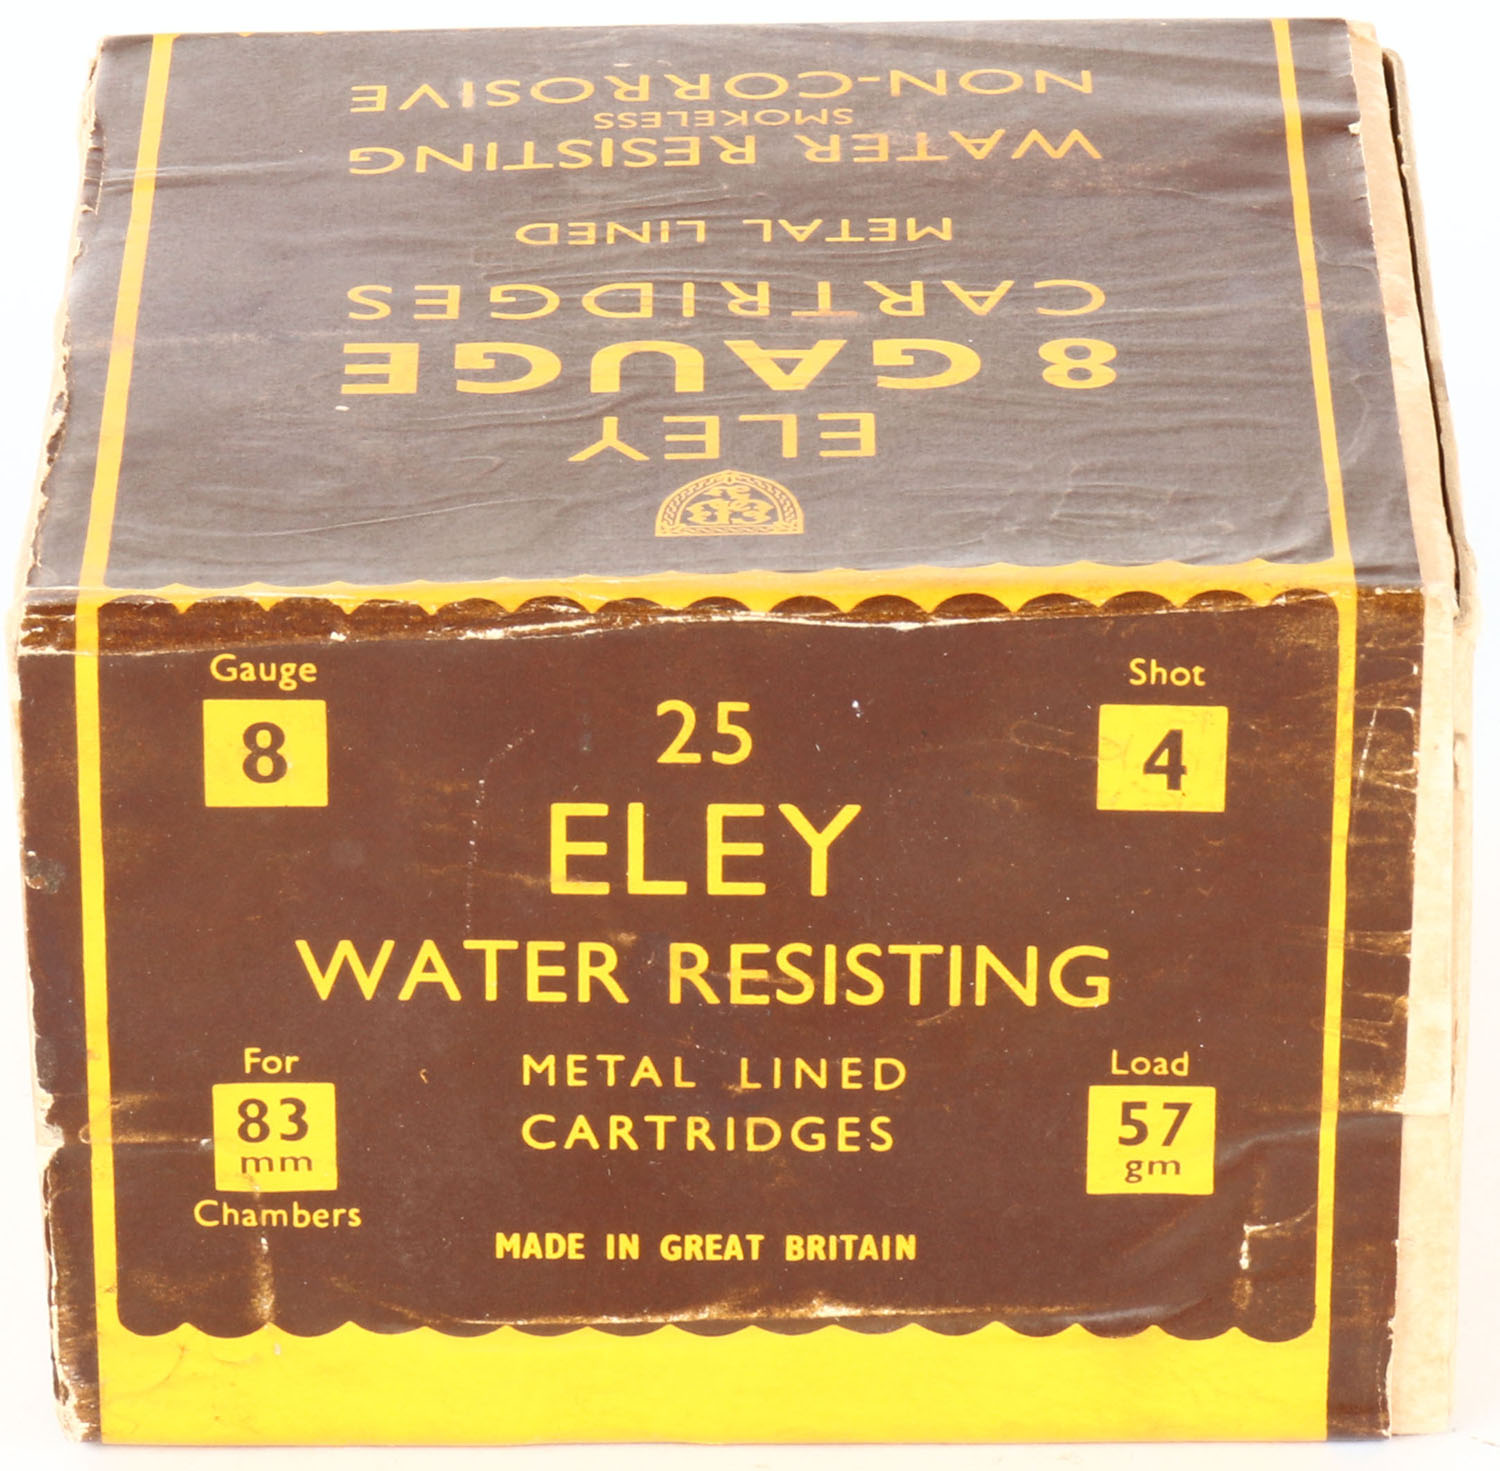 ELEY
8 GAUGE
CARTRIDGES
METAL LINED
WATER RESISTING
SMOKELESS
NON-CORROSIVE
Gauge
8
Shot
4
25
ELEY
WATER RESISTING
METAL LINED
CARTRIDGES
For
83
mm
Chambers
Load
57
gm
MADE IN GREAT BRITAIN